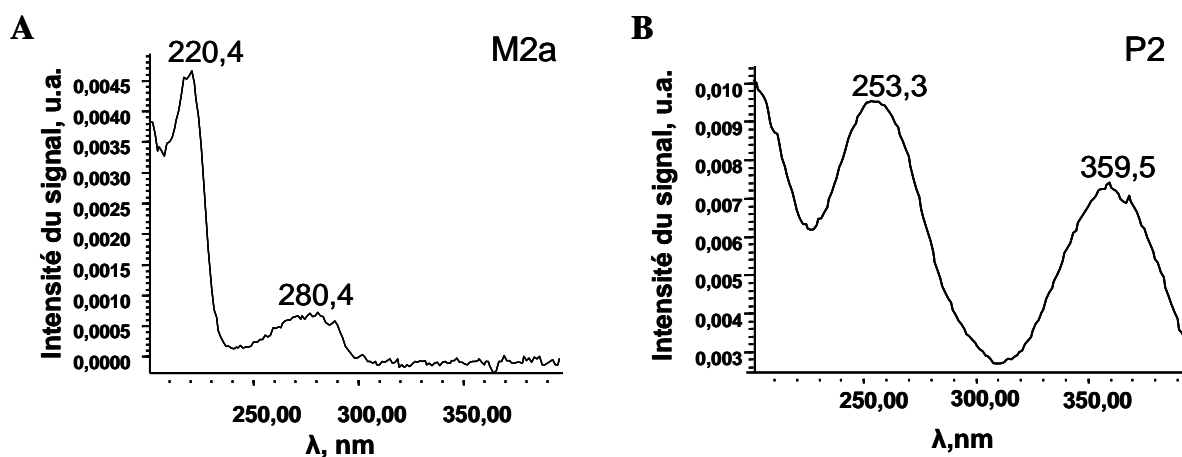 A
M2a
220,4
280,4
Intensité du signal, u.a.
0,0045
0,0040
0,0035
0,0030
0,0025
0,0020
0,0015
0,0010
0,0005
0,0000
250,00 300,00 350,00
λ, nm
B
P2
253,3
359,5
Intensité du signal, u.a.
0,010
0,009
0,008
0,007
0,006
0,005
0,004
0,003
250,00 300,00 350,00
λ,nm